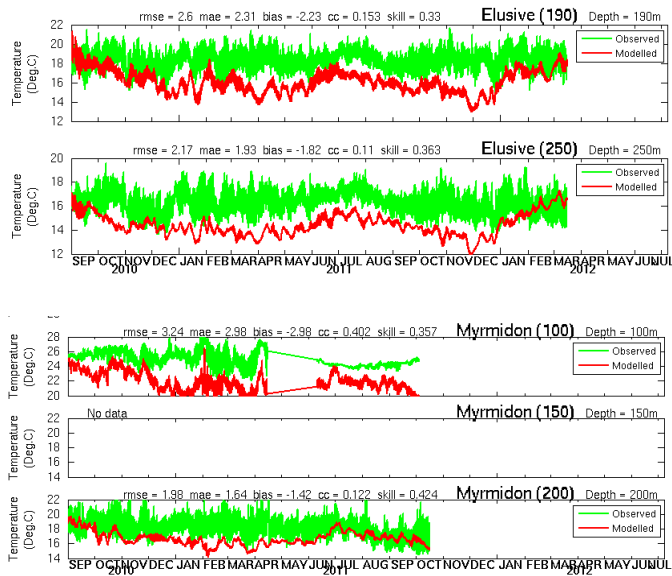 rmse = 2.6 mae = 2.31 bias = -2.23 cc = 0.153 skill = 0.33 Elusive (190) Depth = 190m
22
20
18
16
14
12
Temperature
(Deg.C)
Observed
Modelled
rmse = 2.17 mae = 1.93 bias = -1.82 cc = 0.11 skill = 0.363 Elusive (250) Depth = 250m
20
18
16
14
12
Temperature
(Deg.C)
Observed
Modelled
SEP OCT NOV DEC JAN FEB MAR APR MAY JUN JUL AUG SEP OCT NOV DEC JAN FEB MAR APR MAY JUN JUL
2010 2011 2012
rmse = 3.24 mae = 2.98 bias = -2.98 cc = 0.402 skill = 0.357 Myrmidon (100) Depth = 100m
28
26
24
22
20
Temperature
(Deg.C)
Observed
Modelled
No data Myrmidon (150) Depth = 150m
22
20
18
16
14
Temperature
(Deg.C)
rmse = 1.98 mae = 1.64 bias = -1.42 cc = 0.122 skill = 0.424 Myrmidon (200) Depth = 200m
22
20
18
16
14
Temperature
(Deg.C)
Observed
Modelled
SEP OCT NOV DEC JAN FEB MAR APR MAY JUN JUL AUG SEP OCT NOV DEC JAN FEB MAR APR MAY JUN JUL
2010 2011 2012